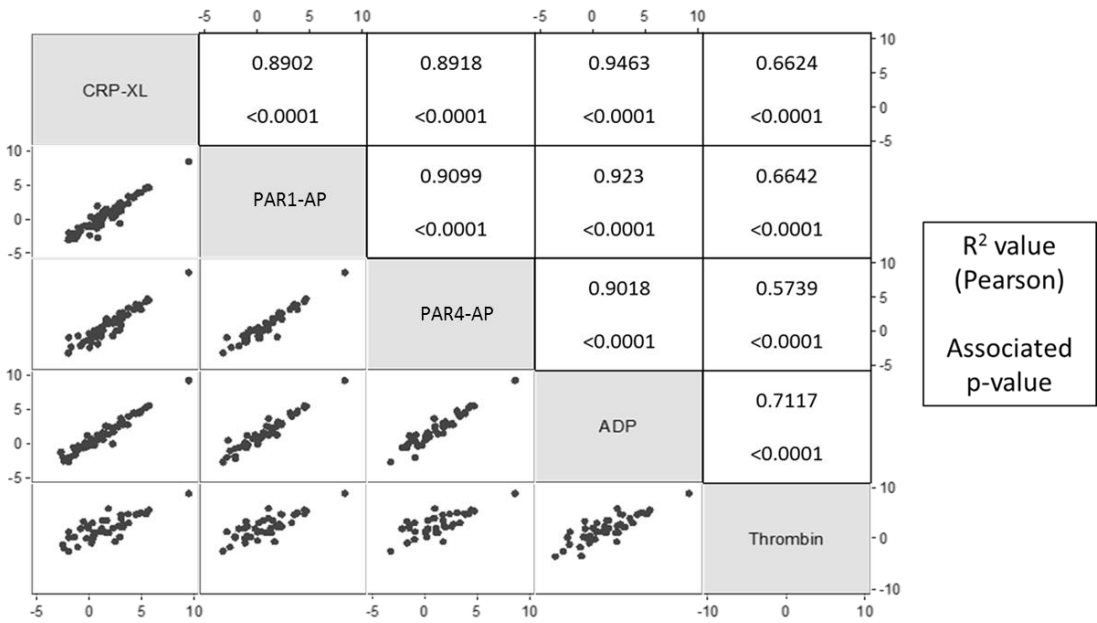 -5 0 5 10 -5 0 5 10
CRP-XL 0.8902 0.8918 0.9463 0.6624 10
<0.0001 <0.0001 <0.0001 <0.0001 5
0
-5
10 PAR1-AP 0.9099 0.923 0.6642
5 <0.0001 <0.0001 <0.0001
0
-5
PAR4-AP 0.9018 0.5739 10
<0.0001 <0.0001 5
0
-5
10 ADP 0.7117
5 <0.0001
0
-5
Thrombin 10
0
-10
-5 0 5 10 -5 0 5 10 -10 0 10
R² value
(Pearson)
Associated
p-value